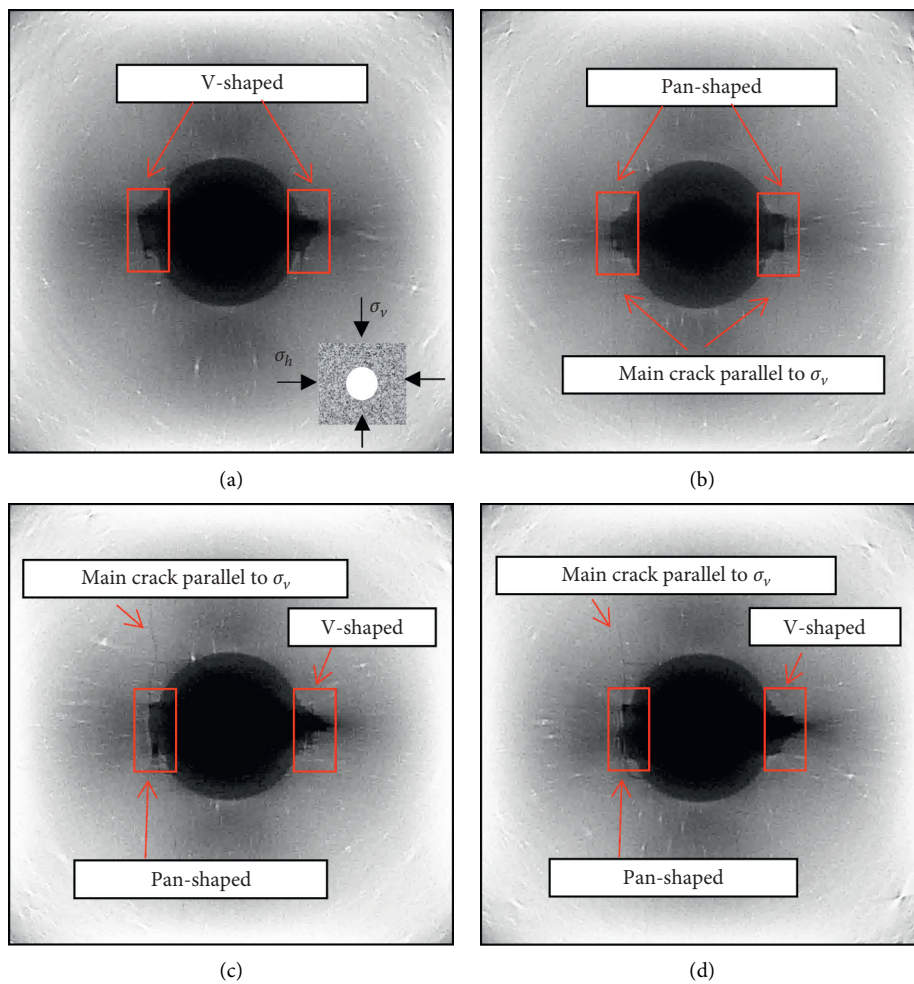 V-shaped
σv
σh
(a)
Pan-shaped
Main crack parallel to σv
(b)
Main crack parallel to σv
V-shaped
Pan-shaped
(c)
Main crack parallel to σv
V-shaped
Pan-shaped
(d)